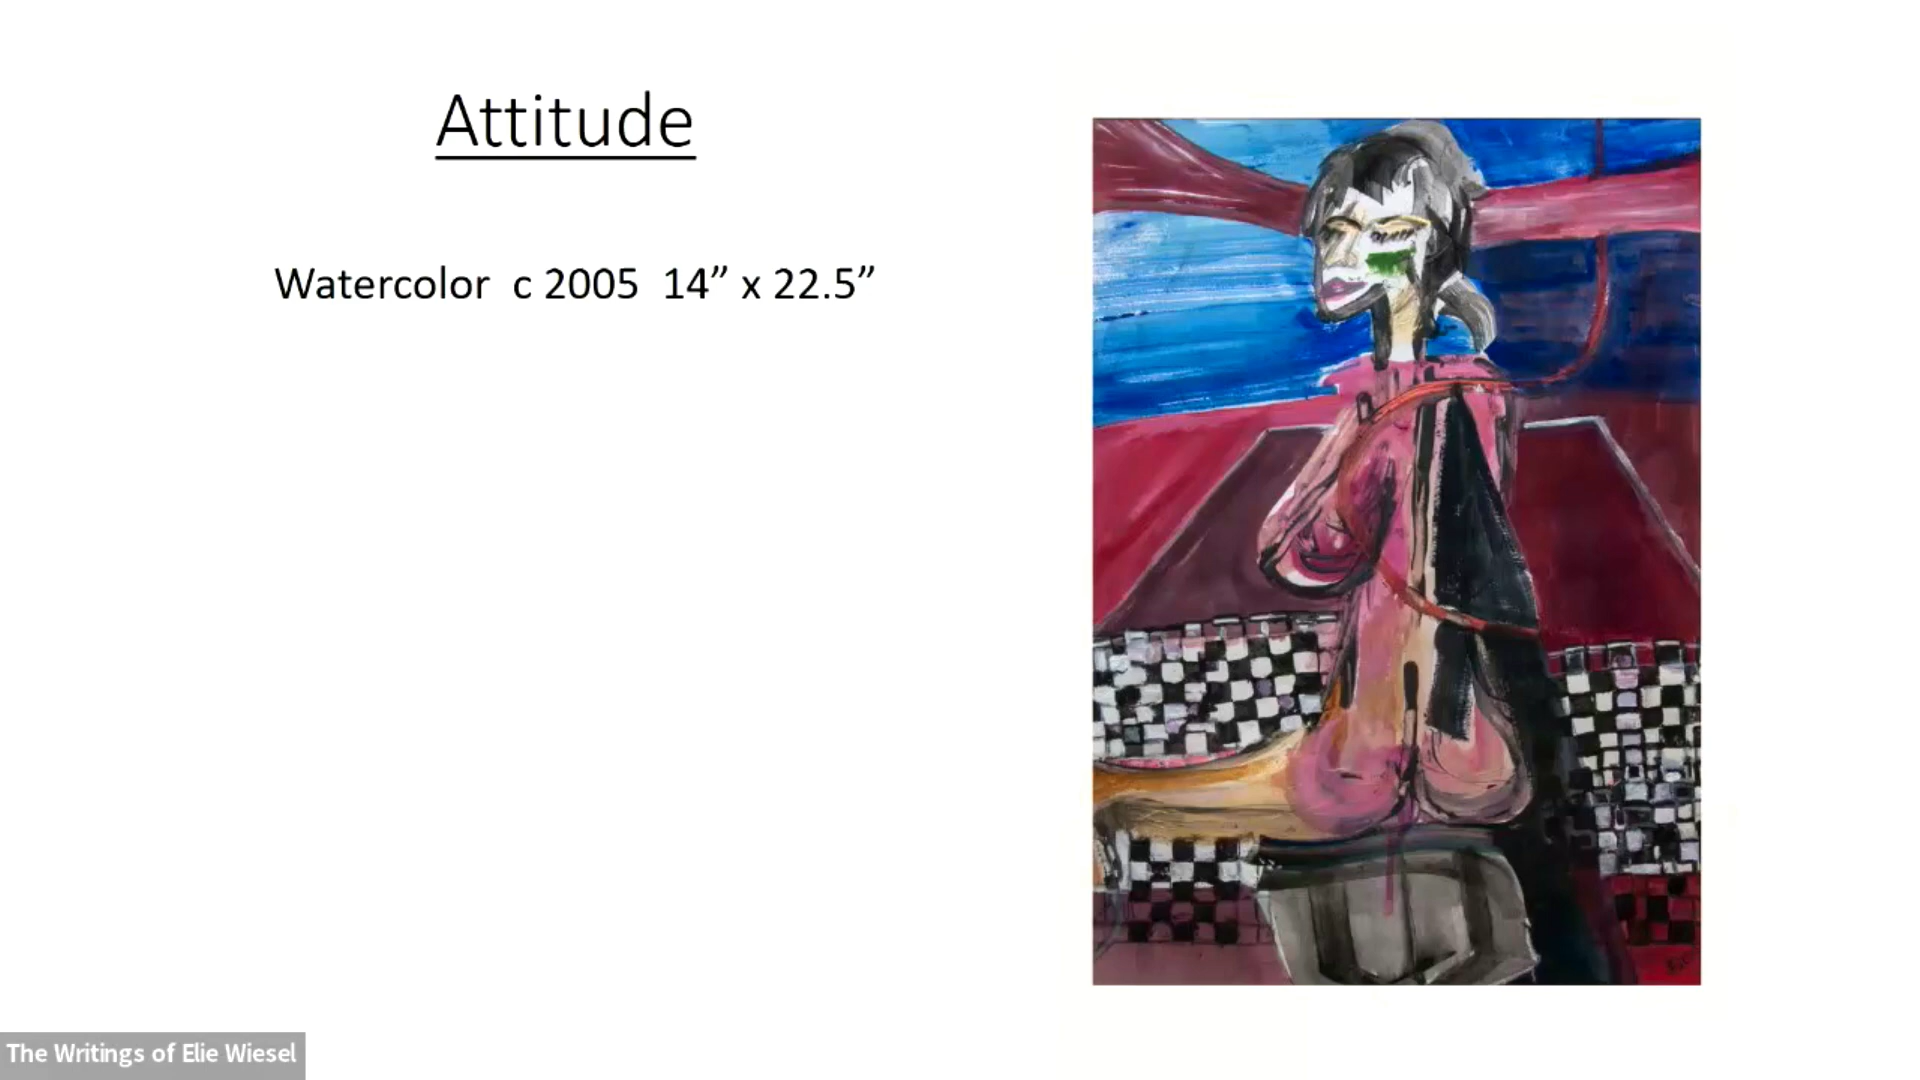 Attitude
Watercolor c 2005 14” x 22.5”
The Writings of Elie Wiesel